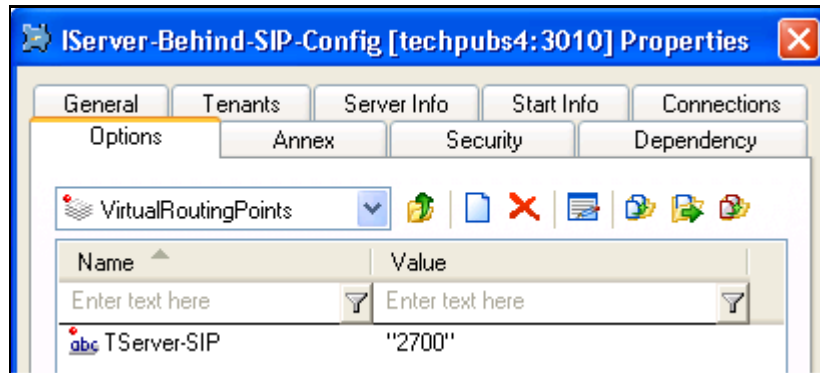 IServer-Behind-SIP-Config [techpubs4:3010] Properties
General Tenants Server Info Start Info Connections
Options Annex Security Dependency
VirtualRoutingPoints
Name Value
Enter text here Enter text here
abc TServer-SIP "2700"